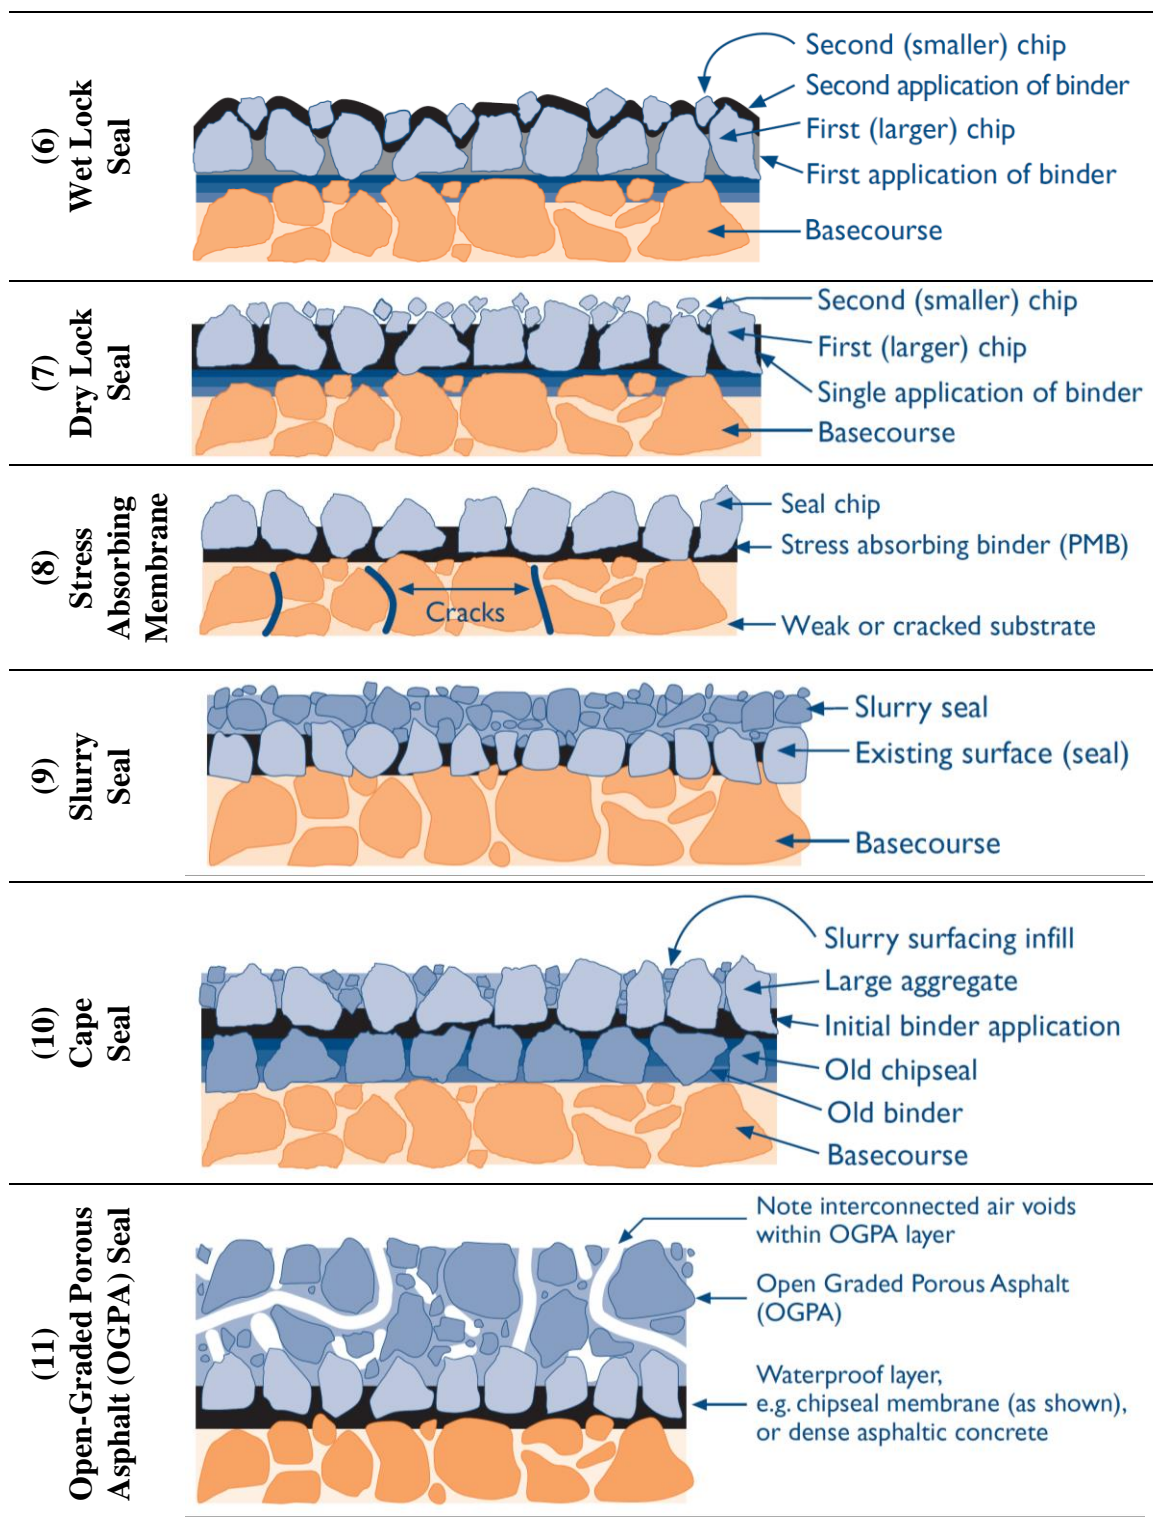 (6)
Wet Lock
Seal
Second (smaller) chip
Second application of binder
First (larger) chip
First application of binder
Basecourse
(7)
Dry Lock
Seal
Second (smaller) chip
First (larger) chip
Single application of binder
Basecourse
(8)
Stress
Absorbing
Membrane
Seal chip
Stress absorbing binder (PMB)
Cracks
Weak or cracked substrate
(9)
Slurry
Seal
Slurry seal
Existing surface (seal)
Basecourse
(10)
Cape
Seal
Slurry surfacing infill
Large aggregate
Initial binder application
Old chipseal
Old binder
Basecourse
(11)
Open-Graded Porous
Asphalt (OGPA) Seal
Note interconnected air voids
within OGPA layer
Open Graded Porous Asphalt
(OGPA)
Waterproof layer,
e.g. chipseal membrane (as shown),
or dense asphaltic concrete